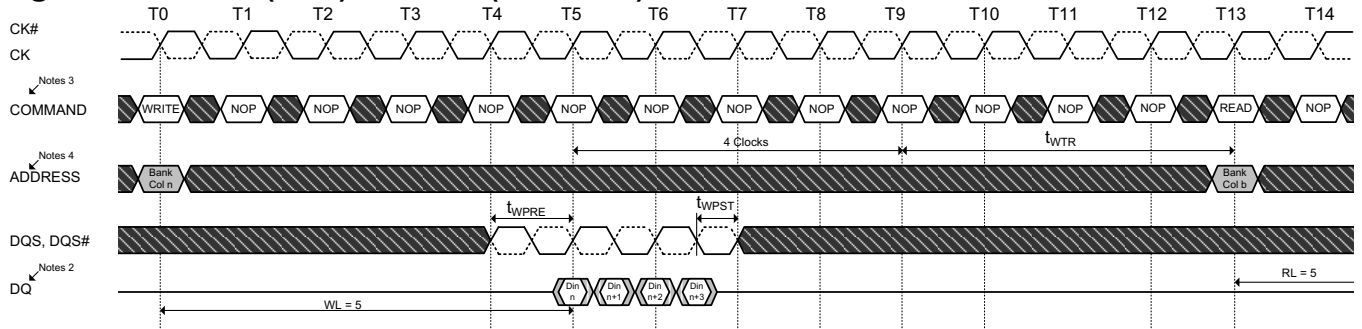 T0 T1 T2 T3 T4 T5 T6 T7 T8 T9 T10 T11 T12 T13 T14
CK#
CK
Notes 3
COMMAND
WRITE NOP NOP NOP NOP NOP NOP NOP NOP NOP NOP NOP NOP READ NOP
4 Clocks tWTR
Notes 4
ADDRESS
Bank Bank
Col n Col b
tWPRE tWPST
DQS, DQS#
Notes 2
DQ
Din Din Din Din
n n+1 n+2 n+3
RL = 5
WL = 5